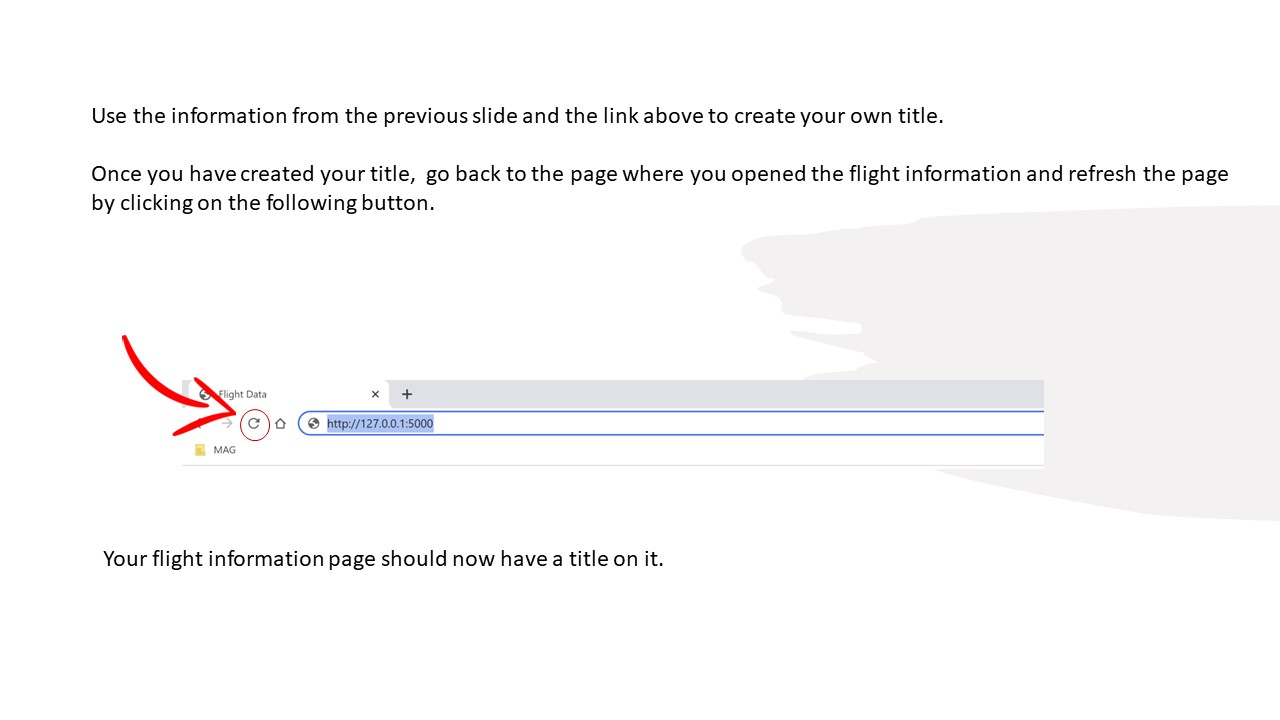 Use the information from the previous slide and the link above to create your own title.
Once you have created your title, go back to the page where you opened the flight information and refresh the page
by clicking on the following button.
Flight Data
http://127.0.0.1:5000
MAG
Your flight information page should now have a title on it.